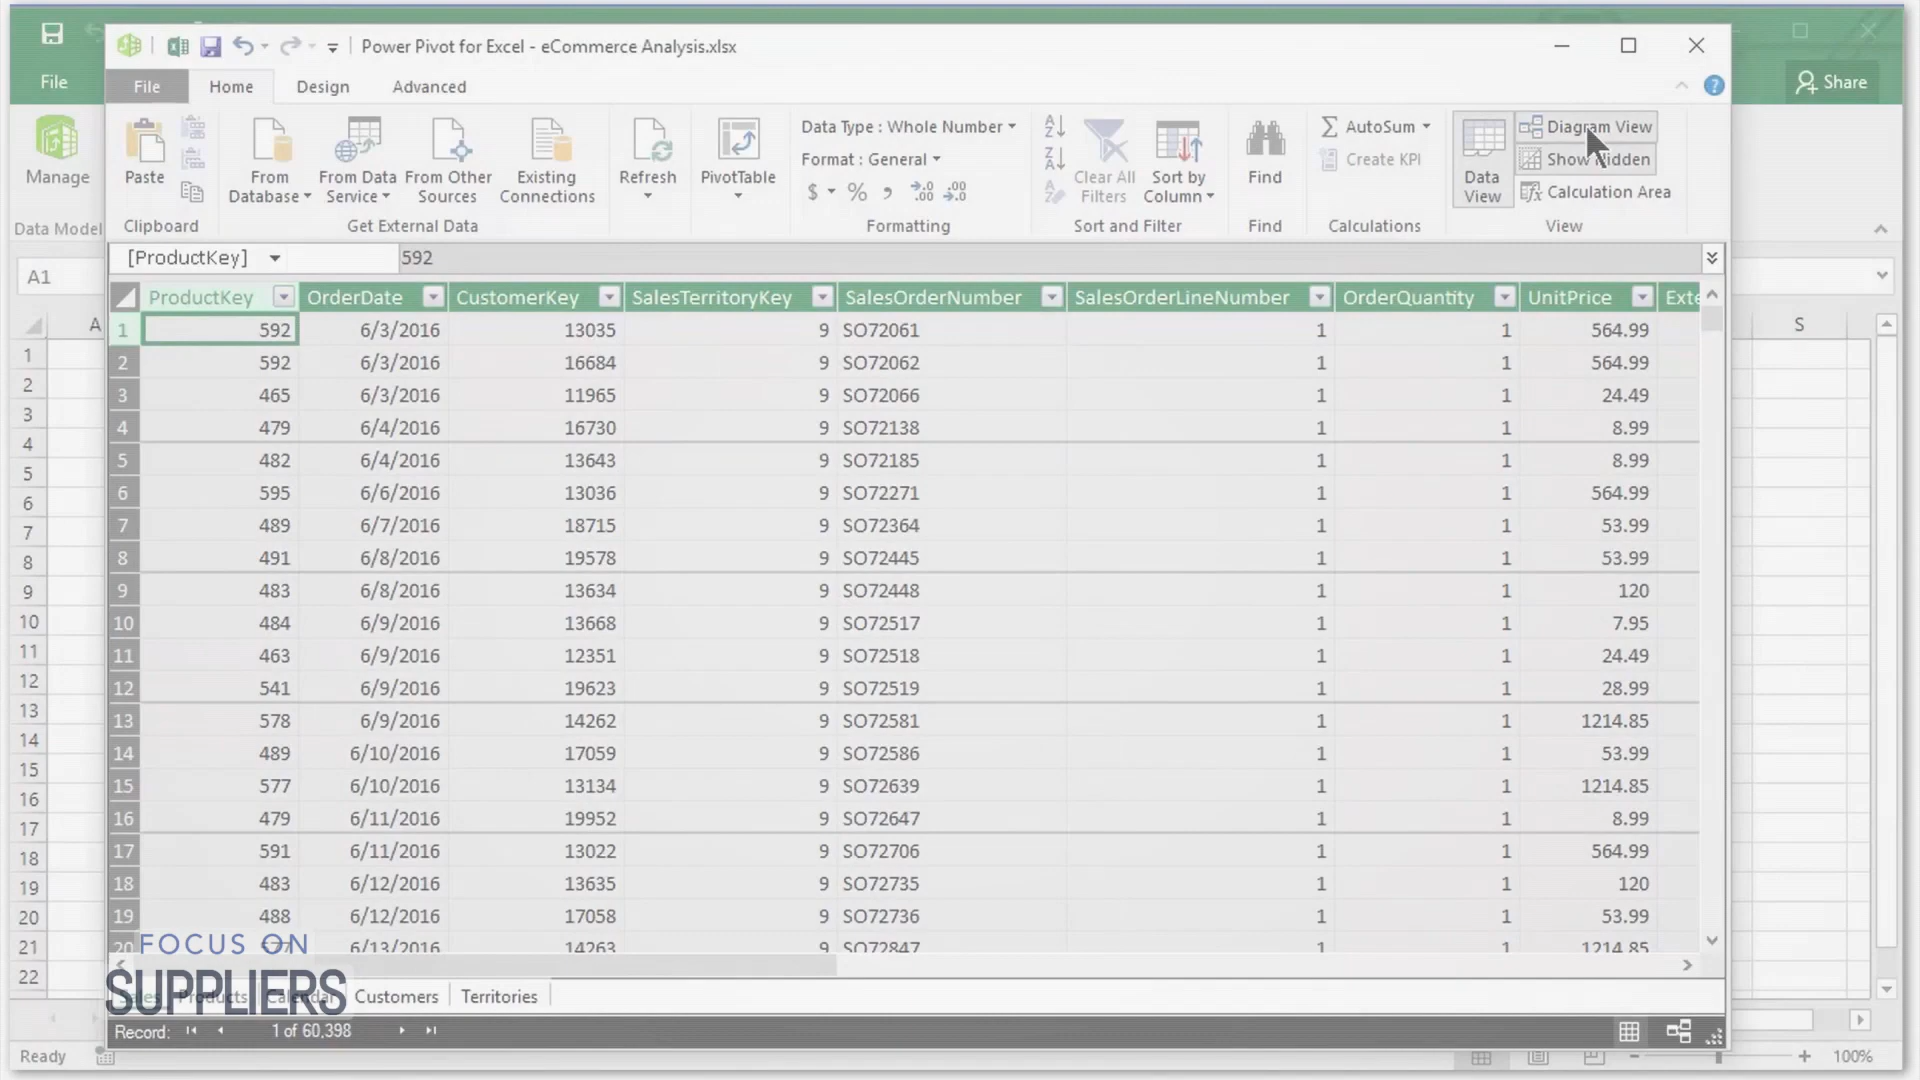 Power Pivot for Excel - eCommerce Analysis.xlsx
File
File Home Design Advanced
Share
Manage
Data Model
Paste
Clipboard
From Database
From Data Service
From Other Sources
Existing Connections
Get External Data
Refresh
PivotTable
Data Type : Whole Number
Format : General
$ % , .00 .00
Formatting
Clear All Filters
Sort by Column
Sort and Filter
Find
Find
AutoSum
Create KPI
Calculations
Data View
Diagram View
Show Hidden
Calculation Area
View
A1
[ProductKey] 592
A
S
ProductKey OrderDate CustomerKey SalesTerritoryKey SalesOrderNumber SalesOrderLineNumber OrderQuantity UnitPrice Exte
1 592 6/3/2016 13035 9 SO72061 1 1 564.99
2 592 6/3/2016 16684 9 SO72062 1 1 564.99
3 465 6/3/2016 11965 9 SO72066 1 1 24.49
4 479 6/4/2016 16730 9 SO72138 1 1 8.99
5 482 6/4/2016 13643 9 SO72185 1 1 8.99
6 595 6/6/2016 13036 9 SO72271 1 1 564.99
7 489 6/7/2016 18715 9 SO72364 1 1 53.99
8 491 6/8/2016 19578 9 SO72445 1 1 53.99
9 483 6/8/2016 13634 9 SO72448 1 1 120
10 484 6/9/2016 13668 9 SO72517 1 1 7.95
11 463 6/9/2016 12351 9 SO72518 1 1 24.49
12 541 6/9/2016 19623 9 SO72519 1 1 28.99
13 578 6/9/2016 14262 9 SO72581 1 1 1214.85
14 489 6/10/2016 17059 9 SO72586 1 1 53.99
15 577 6/10/2016 13134 9 SO72639 1 1 1214.85
16 479 6/11/2016 19952 9 SO72647 1 1 8.99
17 591 6/11/2016 13022 9 SO72706 1 1 564.99
18 483 6/12/2016 13635 9 SO72735 1 1 120
19 488 6/12/2016 17058 9 SO72736 1 1 53.99
20 577 6/13/2016 14263 9 SO72847 1 1 1214.85
1
2
3
4
5
6
7
8
9
10
11
12
13
14
15
16
17
18
19
20
21
22
FOCUS ON
SUPPLIERS
Sales Products Calendar Customers Territories
Record: 1 of 60,398
Ready
100%